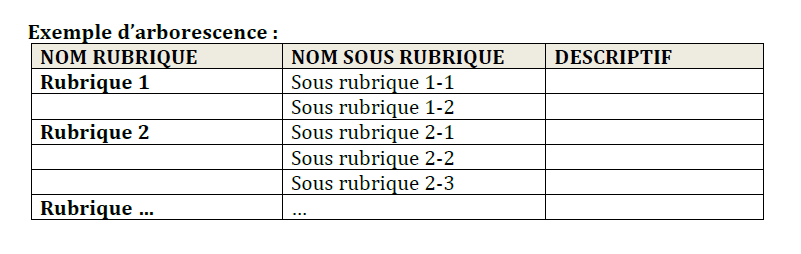 Exemple d’arborescence :
NOM RUBRIQUE NOM SOUS RUBRIQUE DESCRIPTIF
Rubrique 1 Sous rubrique 1-1
Sous rubrique 1-2
Rubrique 2 Sous rubrique 2-1
Sous rubrique 2-2
Sous rubrique 2-3
Rubrique ... ...